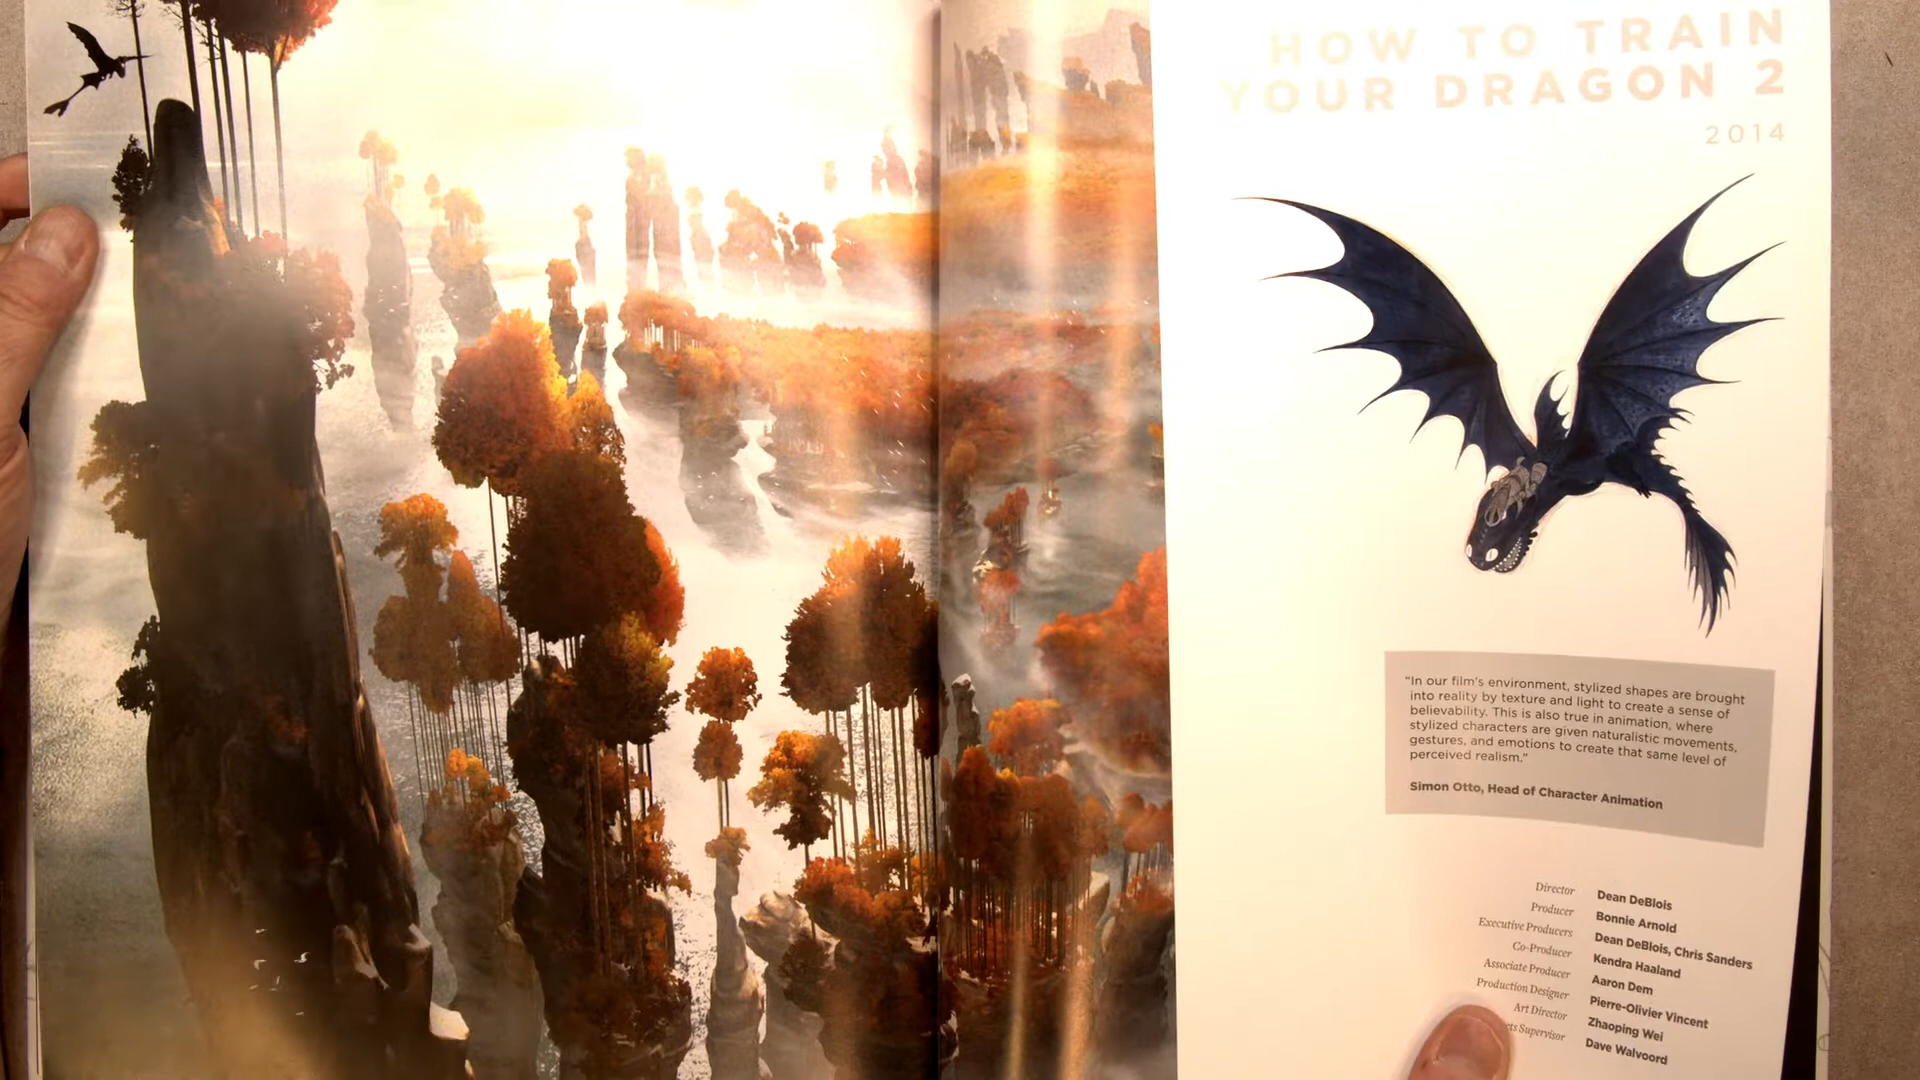 HOW TO TRAIN
YOUR DRAGON 2
2014
“In our film's environment, stylized shapes are brought
into reality by texture and light to create a sense of
believability. This is also true in animation, where
stylized characters are given naturalistic movements,
gestures, and emotions to create that same level of
perceived realism.”
Simon Otto, Head of Character Animation
Director Dean DeBlois
Producer Bonnie Arnold
Executive Producers Dean DeBlois, Chris Sanders
Co-Producer Kendra Haaland
Associate Producer Aaron Dem
Production Designer Pierre-Olivier Vincent
Art Director Zhaoping Wei
Supervisor Dave Walvoord